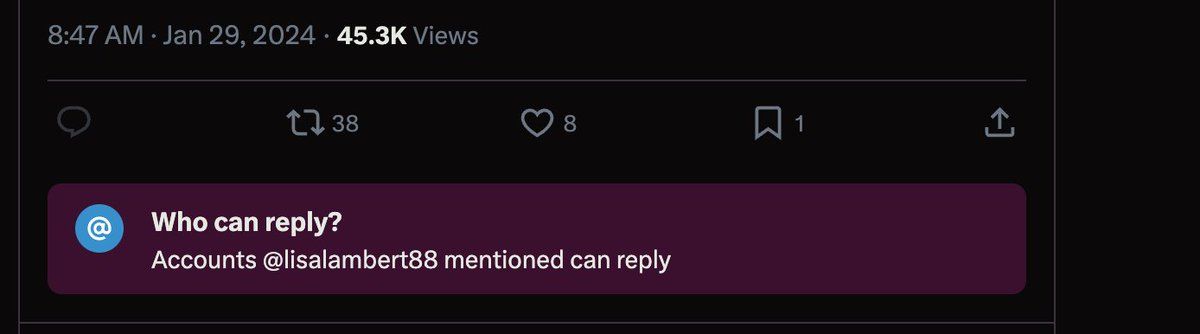 8:47 AM · Jan 29, 2024 · 45.3K Views
38 8 1
@ Who can reply?
Accounts @lisalambert88 mentioned can reply